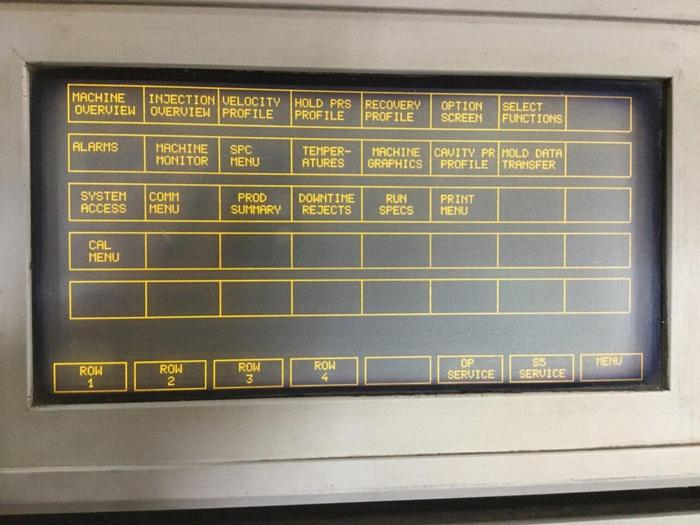 MACHINE OVERVIEW
INJECTION OVERVIEW
VELOCITY PROFILE
HOLD PRS PROFILE
RECOVERY PROFILE
OPTION SCREEN
SELECT FUNCTIONS
ALARMS
MACHINE MONITOR
SPC MENU
TEMPER- ATURES
MACHINE GRAPHICS
CAVITY PR PROFILE
MOLD DATA TRANSFER
SYSTEM ACCESS
COMM MENU
PROD SUMMARY
DOWNTIME REJECTS
RUN SPECS
PRINT MENU
CAL MENU
ROW 1
ROW 2
ROW 3
ROW 4
OP SERVICE
S5 SERVICE
MENU